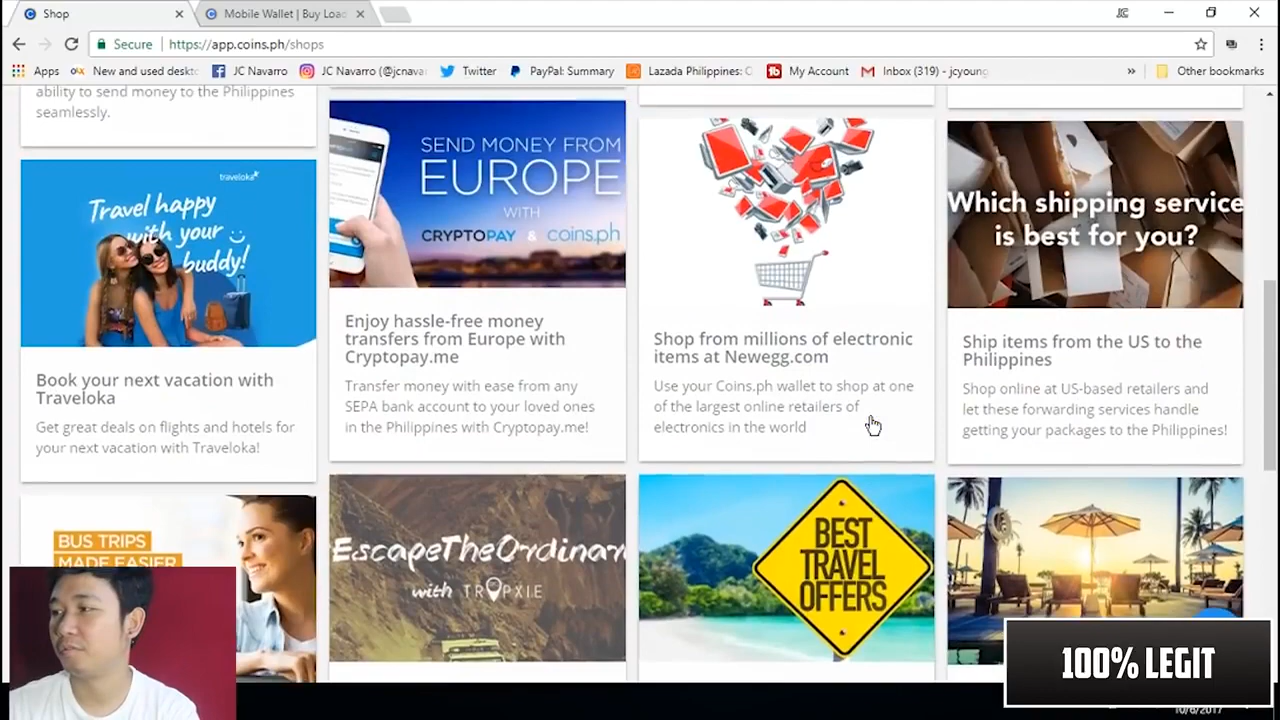 Shop
Mobile Wallet | Buy Loa
JC
Secure
https://app.coins.ph/shops
Apps
New and used deskt
JC Navarro
JC Navarro (@jcnava
Twitter
PayPal: Summary
Lazada Philippines: C
My Account
Inbox (319) - jcyoung
»
Other bookmarks
ability to send money to the Philippines
seamlessly.
traveloka
Travel happy
with your
buddy!
Book your next vacation with
Traveloka
Get great deals on flights and hotels for
your next vacation with Traveloka!
BUS TRIPS
MADE EASIER
SEND MONEY FROM
EUROPE
WITH
CRYPTOPAY & coins.ph
Enjoy hassle-free money
transfers from Europe with
Cryptopay.me
Transfer money with ease from any
SEPA bank account to your loved ones
in the Philippines with Cryptopay.me!
EscapeTheOrdinar
with TROPXIE
Shop from millions of electronic
items at Newegg.com
Use your Coins.ph wallet to shop at one
of the largest online retailers of
electronics in the world
BEST
TRAVEL
OFFERS
Which shipping service
is best for you?
Ship items from the US to the
Philippines
Shop online at US-based retailers and
let these forwarding services handle
getting your packages to the Philippines!
100% LEGIT
10/6/2017